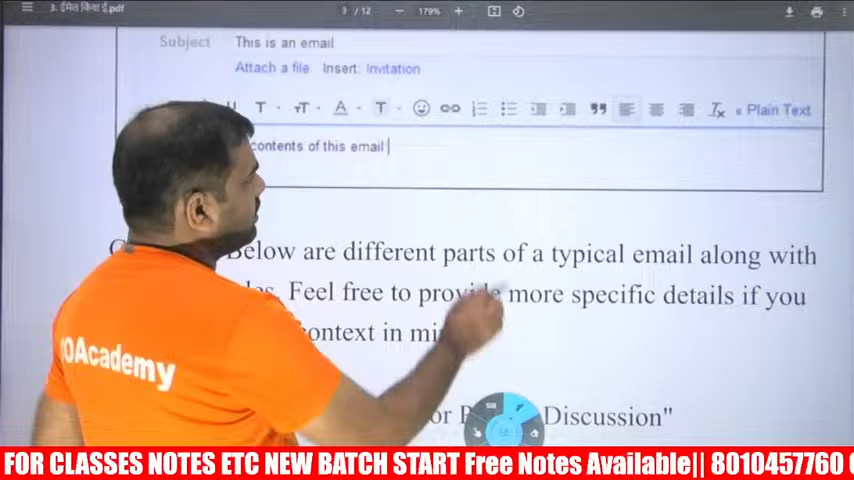 3. ईमेल किंवा ई.pdf
3 / 12
179%
Subject This is an email
Attach a file Insert: Invitation
« Plain Text
contents of this email
Below are different parts of a typical email along with
Feel free to provide more specific details if you
context in
Discussion"
Academy
FOR CLASSES NOTES ETC NEW BATCH START Free Notes Available|| 8010457760